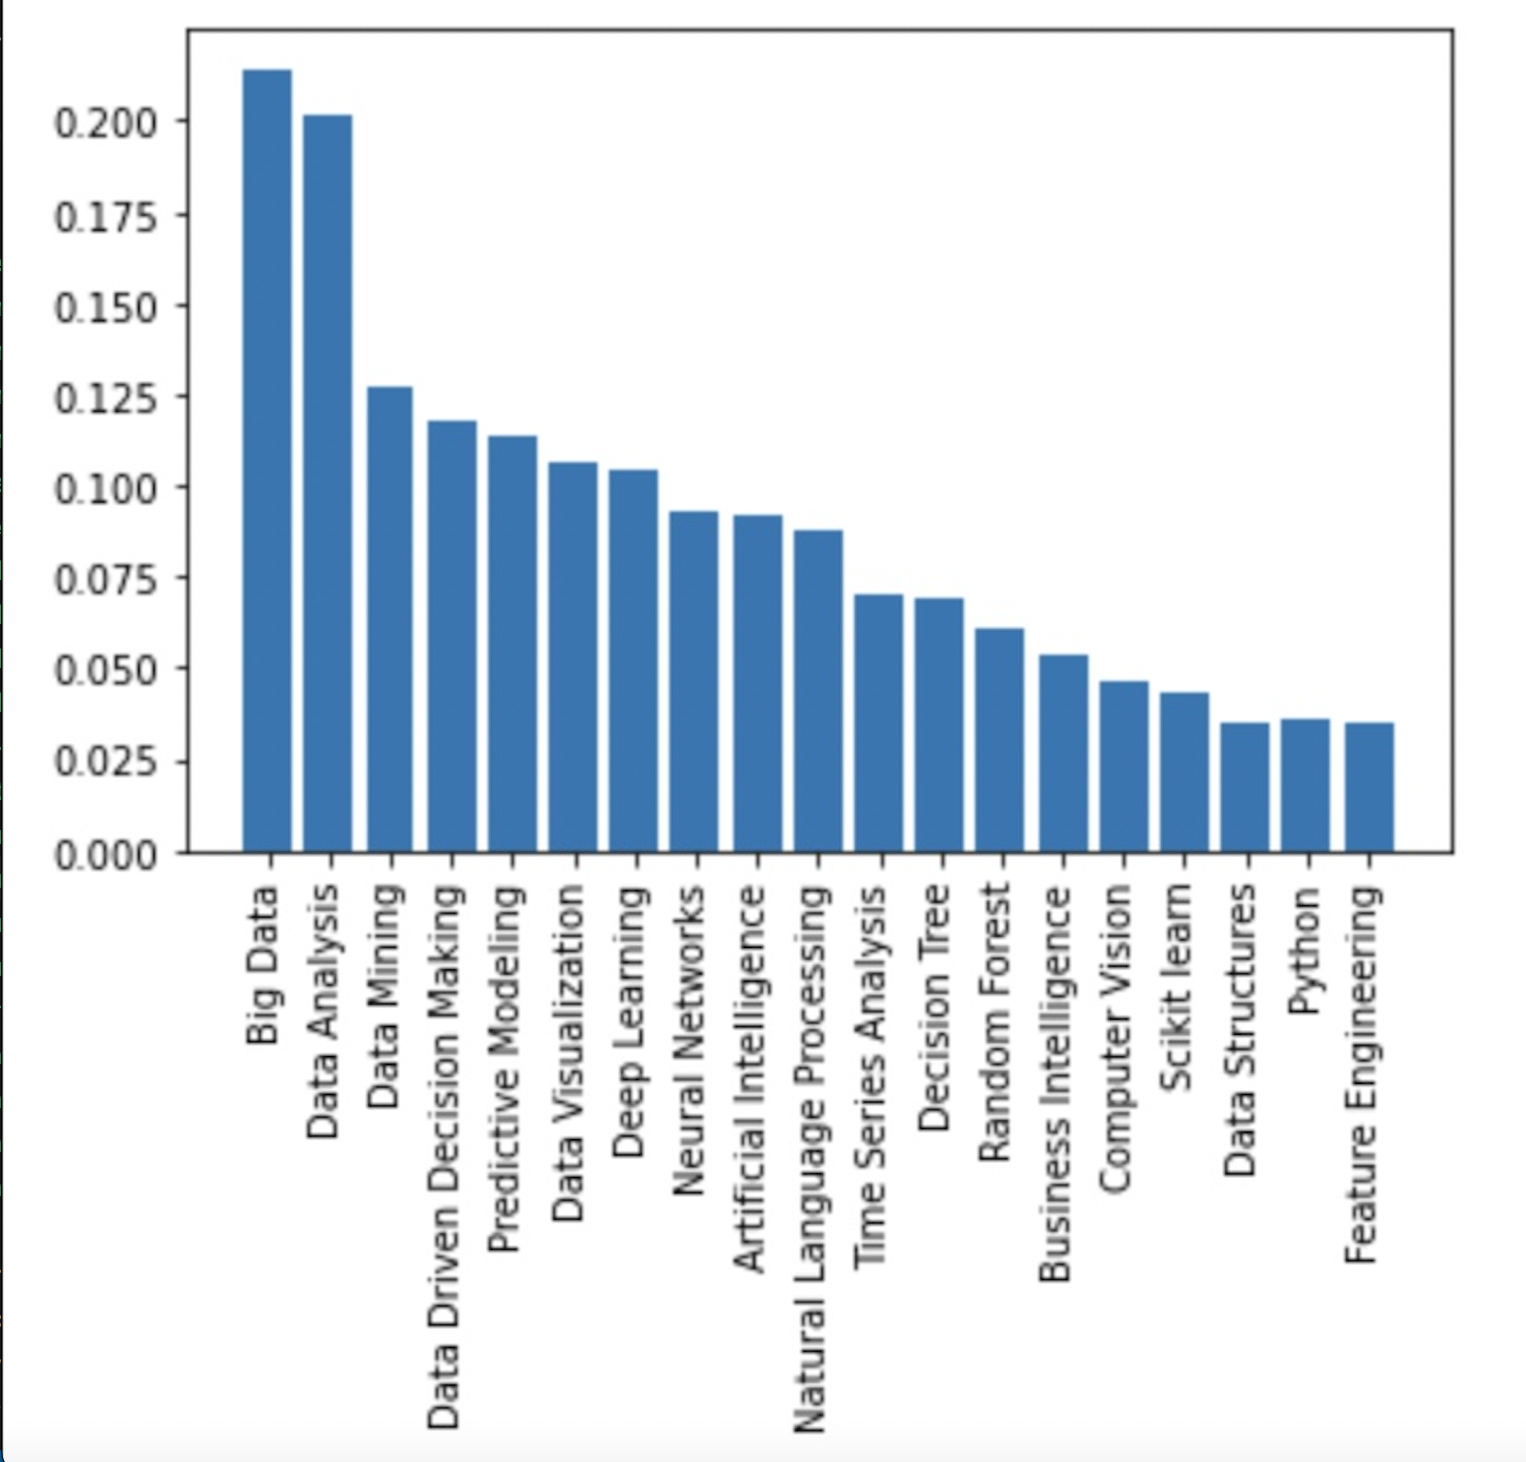 0.200
0.175
0.150
0.125
0.100
0.075
0.050
0.025
0.000
Big Data
Data Analysis
Data Mining
Data Driven Decision Making
Predictive Modeling
Data Visualization
Deep Learning
Neural Networks
Artificial Intelligence
Natural Language Processing
Time Series Analysis
Decision Tree
Random Forest
Business Intelligence
Computer Vision
Scikit learn
Data Structures
Python
Feature Engineering